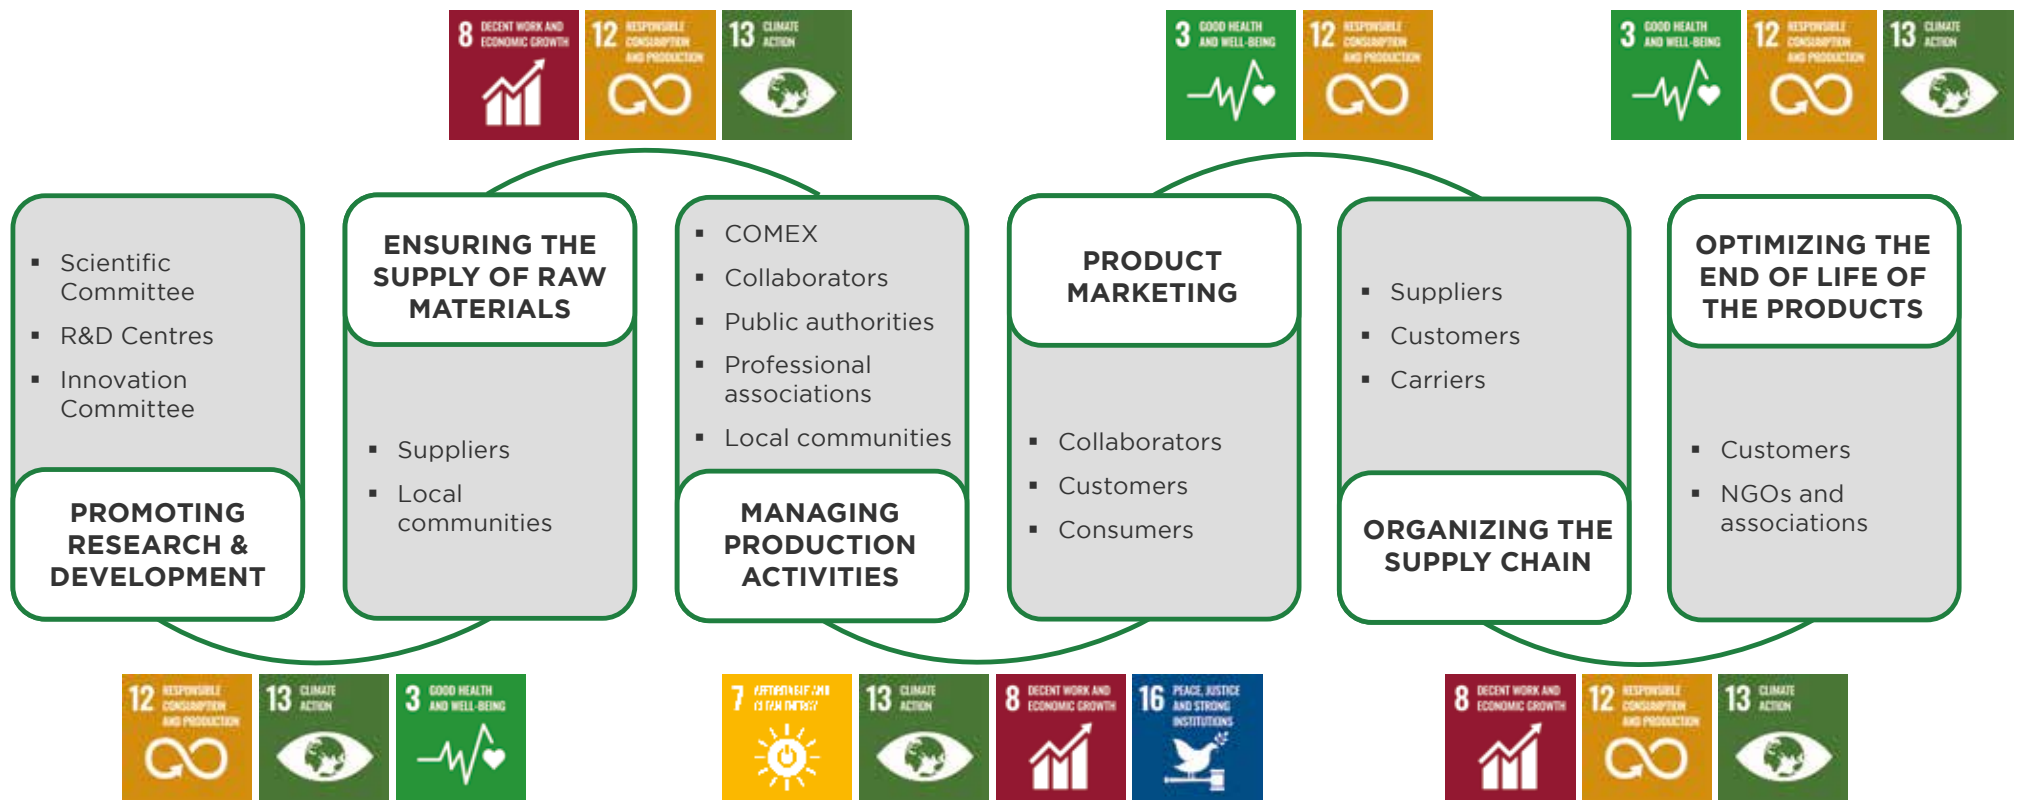 8 DECENT WORK AND
ECONOMIC GROWTH
12 RESPONSIBLE
CONSUMPTION
AND PRODUCTION
13 CLIMATE
ACTION
3 GOOD HEALTH
AND WELL-BEING
12 RESPONSIBLE
CONSUMPTION
AND PRODUCTION
3 GOOD HEALTH
AND WELL-BEING
12 RESPONSIBLE
CONSUMPTION
AND PRODUCTION
13 CLIMATE
ACTION
▪ Scientific
Committee
▪ R&D Centres
▪ Innovation
Committee
PROMOTING
RESEARCH &
DEVELOPMENT
ENSURING THE
SUPPLY OF RAW
MATERIALS
▪ Suppliers
▪ Local
communities
▪ COMEX
▪ Collaborators
▪ Public authorities
▪ Professional
associations
▪ Local communities
MANAGING
PRODUCTION
ACTIVITIES
PRODUCT
MARKETING
▪ Collaborators
▪ Customers
▪ Consumers
▪ Suppliers
▪ Customers
▪ Carriers
ORGANIZING THE
SUPPLY CHAIN
OPTIMIZING THE
END OF LIFE OF
THE PRODUCTS
▪ Customers
▪ NGOs and
associations
12 RESPONSIBLE
CONSUMPTION
AND PRODUCTION
13 CLIMATE
ACTION
3 GOOD HEALTH
AND WELL-BEING
7 AFFORDABLE AND
CLEAN ENERGY
13 CLIMATE
ACTION
8 DECENT WORK AND
ECONOMIC GROWTH
16 PEACE, JUSTICE
AND STRONG
INSTITUTIONS
8 DECENT WORK AND
ECONOMIC GROWTH
12 RESPONSIBLE
CONSUMPTION
AND PRODUCTION
13 CLIMATE
ACTION